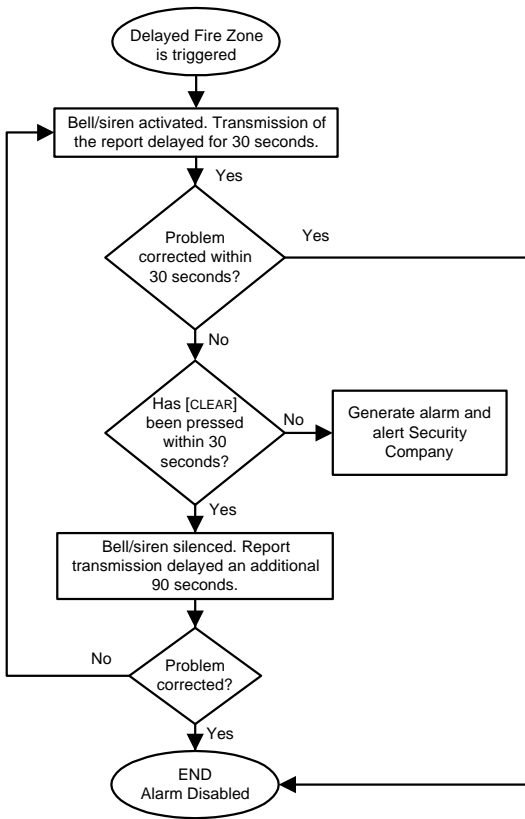 Delayed Fire Zone
is triggered
Bell/siren activated. Transmission of
the report delayed for 30 seconds.
Yes
Problem
corrected within
30 seconds?
Yes
No
Has [CLEAR]
been pressed
within 30
seconds?
No
Generate alarm and
alert Security
Company
Yes
Bell/siren silenced. Report
transmission delayed an additional
90 seconds.
No
Problem
corrected?
Yes
END
Alarm Disabled